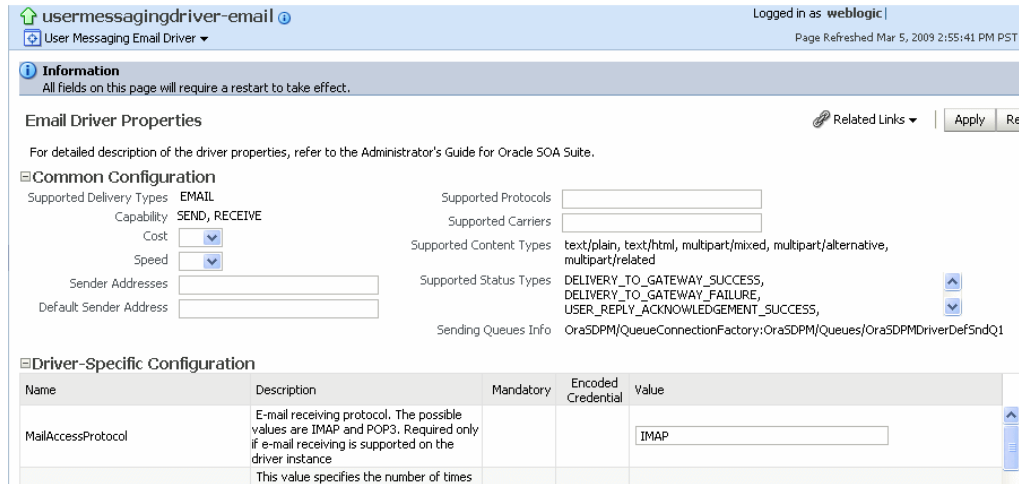 usermessagingdriver-email
Logged in as weblogic|
User Messaging Email Driver
Page Refreshed Mar 5, 2009 2:55:41 PM PST
Information
All fields on this page will require a restart to take effect.
Email Driver Properties
Related Links
Apply
Re
For detailed description of the driver properties, refer to the Administrator's Guide for Oracle SOA Suite.
Common Configuration
Supported Delivery Types EMAIL
Capability SEND, RECEIVE
Cost
Speed
Sender Addresses
Default Sender Address
Supported Protocols
Supported Carriers
Supported Content Types text/plain, text/html, multipart/mixed, multipart/alternative,
multipart/related
Supported Status Types DELIVERY_TO_GATEWAY_SUCCESS,
DELIVERY_TO_GATEWAY_FAILURE,
USER_REPLY_ACKNOWLEDGEMENT_SUCCESS,
Sending Queues Info OraSDPM/QueueConnectionFactory:OraSDPM/Queues/OraSDPMDriverDefSndQ1
Driver-Specific Configuration
Name Description Mandatory Encoded Credential Value
MailAccessProtocol
E-mail receiving protocol. The possible
values are IMAP and POP3. Required only
if e-mail receiving is supported on the
driver instance
IMAP
This value specifies the number of times